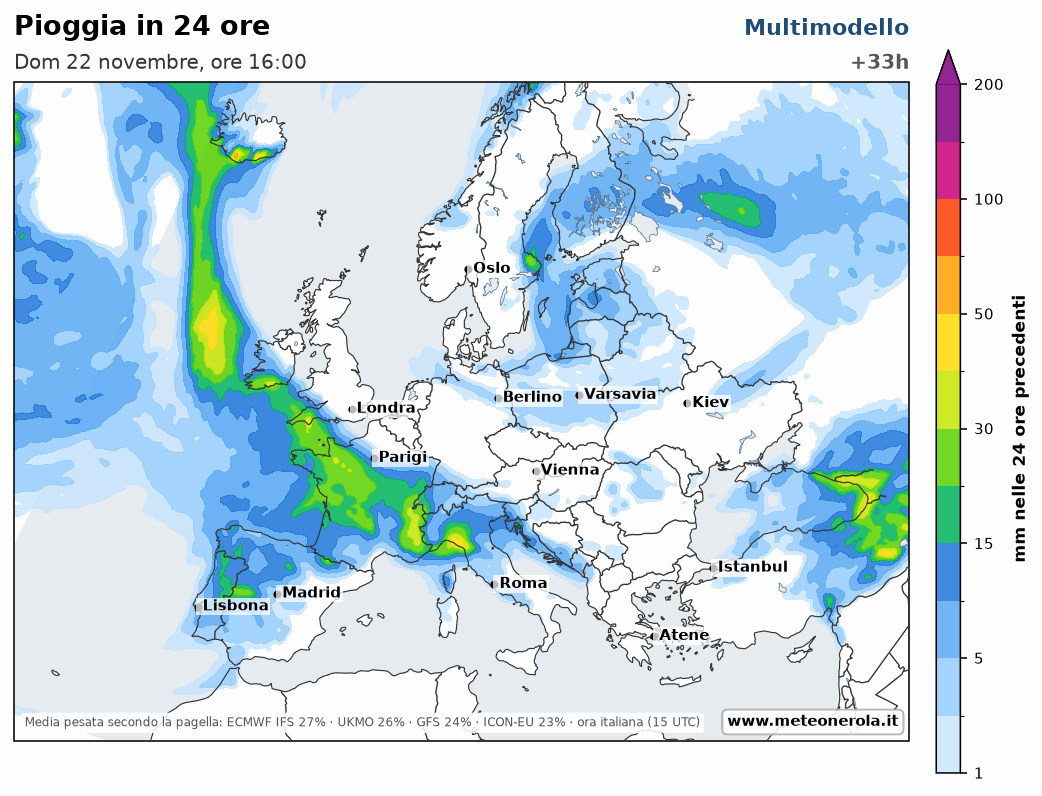 Pioggia in 24 ore
Multimodello
Dom 22 novembre, ore 16:00
+33h
200
100
50
30
15
5
1
mm nelle 24 ore precedenti
Oslo
Berlino
Varsavia
Kiev
Londra
Parigi
Vienna
Istanbul
Roma
Madrid
Lisbona
Atene
Media pesata secondo la pagella: ECMWF IFS 27% · UKMO 26% · GFS 24% · ICON-EU 23% · ora italiana (15 UTC)
www.meteonerola.it